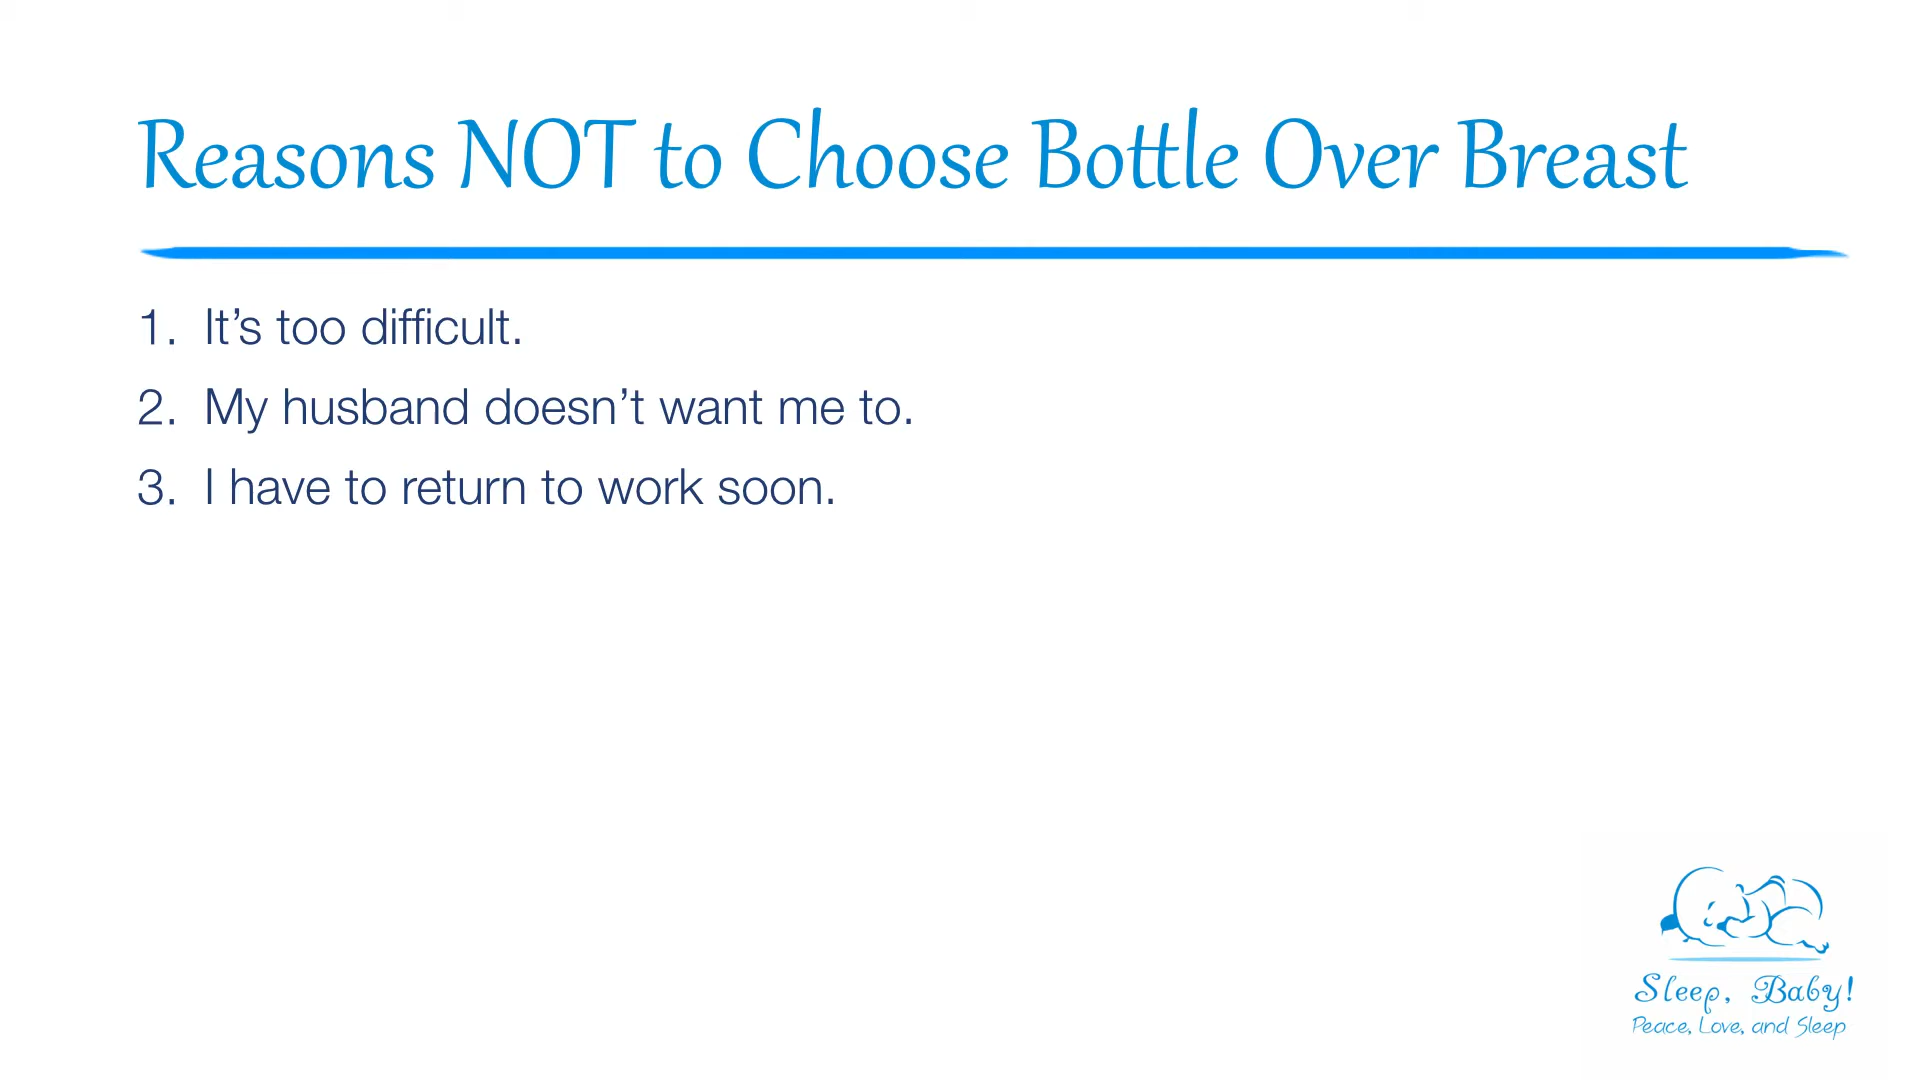 Reasons NOT to Choose Bottle Over Breast
1. It’s too difficult.
2. My husband doesn’t want me to.
3. I have to return to work soon.
Sleep, Baby!
Peace, Love, and Sleep